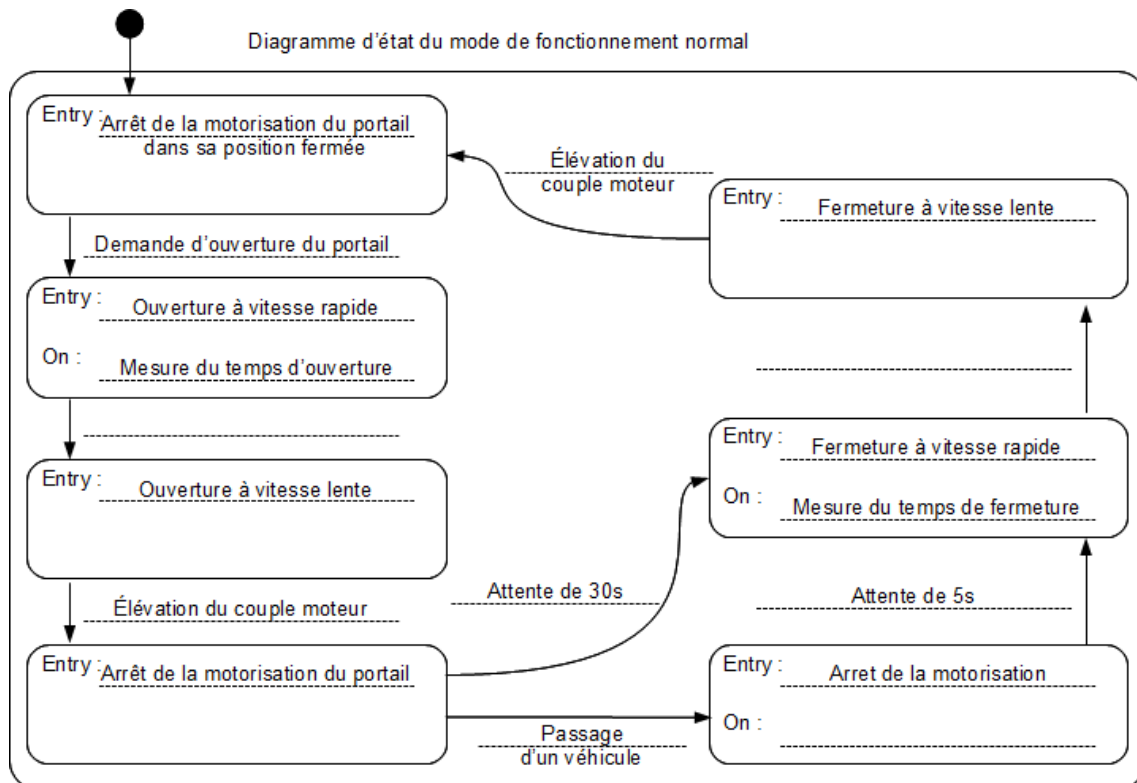 Diagramme d'état du mode de fonctionnement normal
Entry :
Arrêt de la motorisation du portail
dans sa position fermée
Demande d'ouverture du portail
Entry :
Ouverture à vitesse rapide
On :
Mesure du temps d'ouverture
Entry :
Ouverture à vitesse lente
Élévation du couple moteur
Entry :
Arrêt de la motorisation du portail
Attente de 30s
Passage
d'un véhicule
Élévation du
couple moteur
Entry :
Fermeture à vitesse lente
Entry :
Fermeture à vitesse rapide
On :
Mesure du temps de fermeture
Attente de 5s
Entry :
Arret de la motorisation
On :